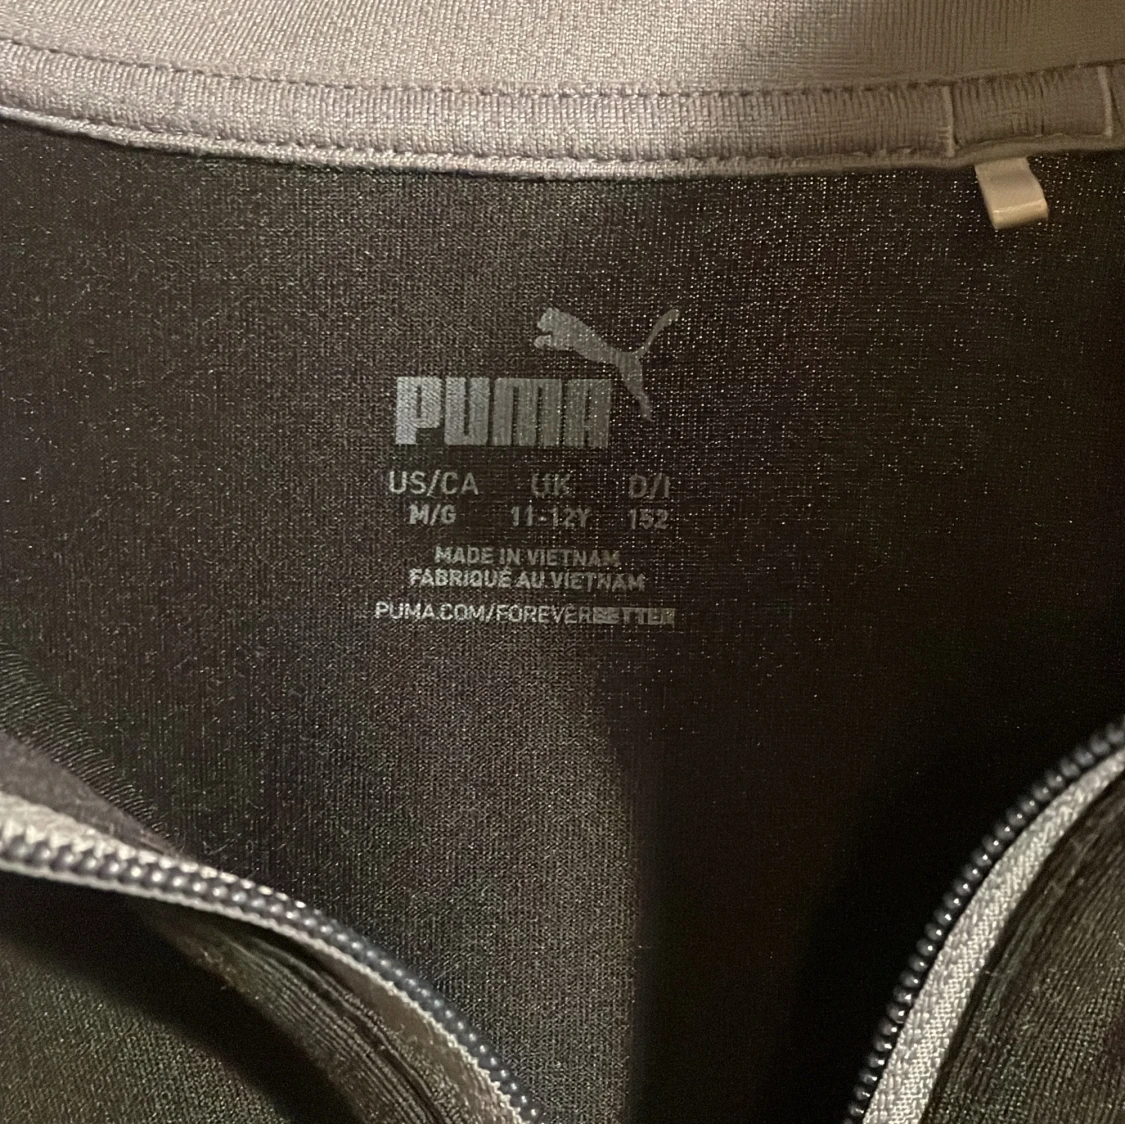 PUMA
US/CA UK D/I
M/G 11-12Y 152
MADE IN VIETNAM
FABRIQUÉ AU VIETNAM
PUMA.COM/FOREVERBETTER